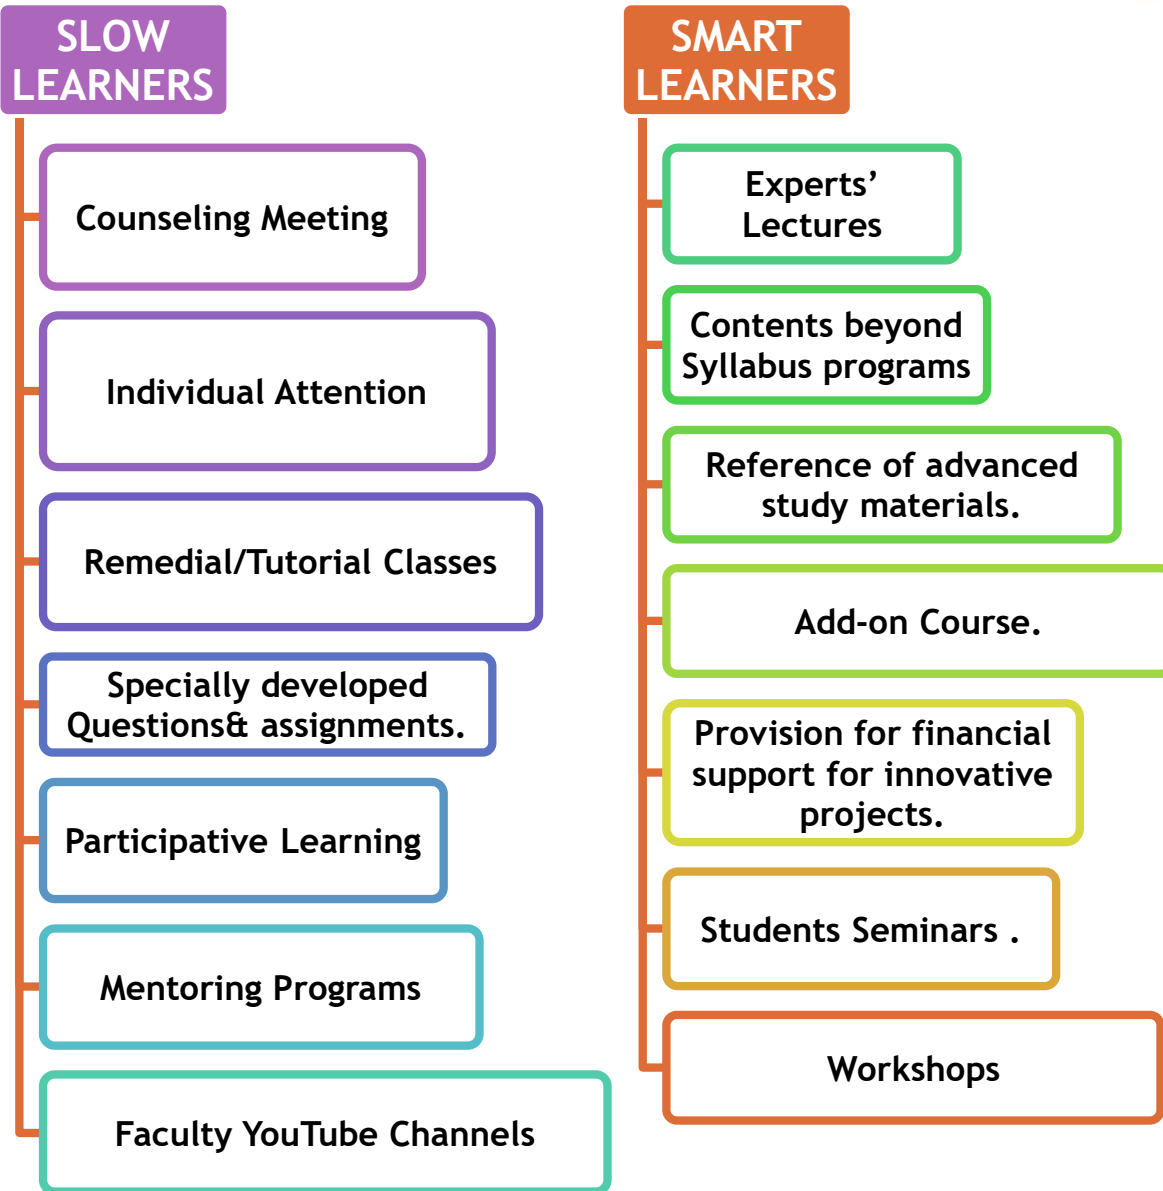 SLOW
LEARNERS
Counseling Meeting
Individual Attention
Remedial/Tutorial Classes
Specially developed
Questions& assignments.
Participative Learning
Mentoring Programs
Faculty YouTube Channels
SMART
LEARNERS
Experts’
Lectures
Contents beyond
Syllabus programs
Reference of advanced
study materials.
Add-on Course.
Provision for financial
support for innovative
projects.
Students Seminars .
Workshops